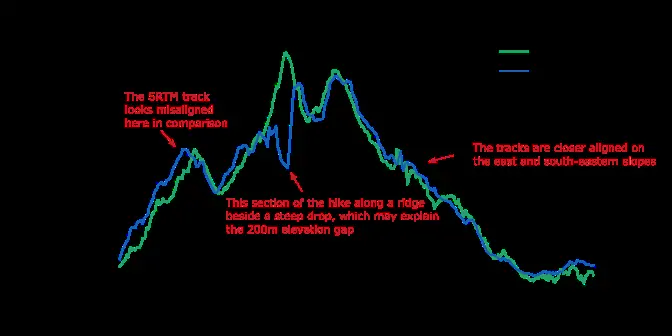 The SRTM track
looks misaligned
here in comparison
The tracks are closer aligned on
the east and south-eastern slopes
This section of the hike along a ridge
beside a steep drop, which may explain
the 200m elevation gap